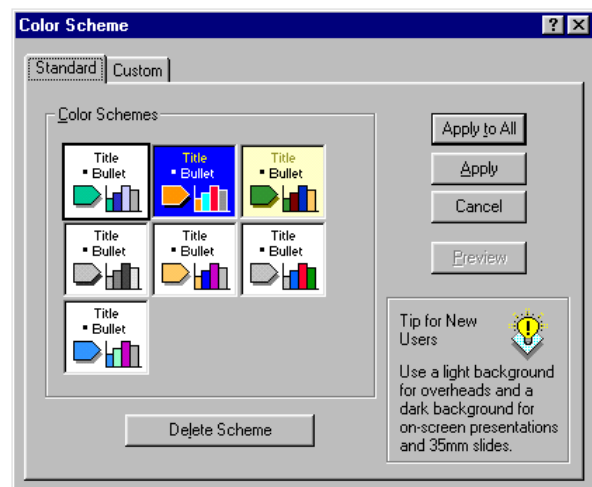 Color Scheme
Standard
Custom
Color Schemes
Title
• Bullet
Title
• Bullet
Title
• Bullet
Title
• Bullet
Title
• Bullet
Title
• Bullet
Title
• Bullet
Delete Scheme
Apply to All
Apply
Cancel
Preview
Tip for New
Users
Use a light background
for overheads and a
dark background for
on-screen presentations
and 35mm slides.